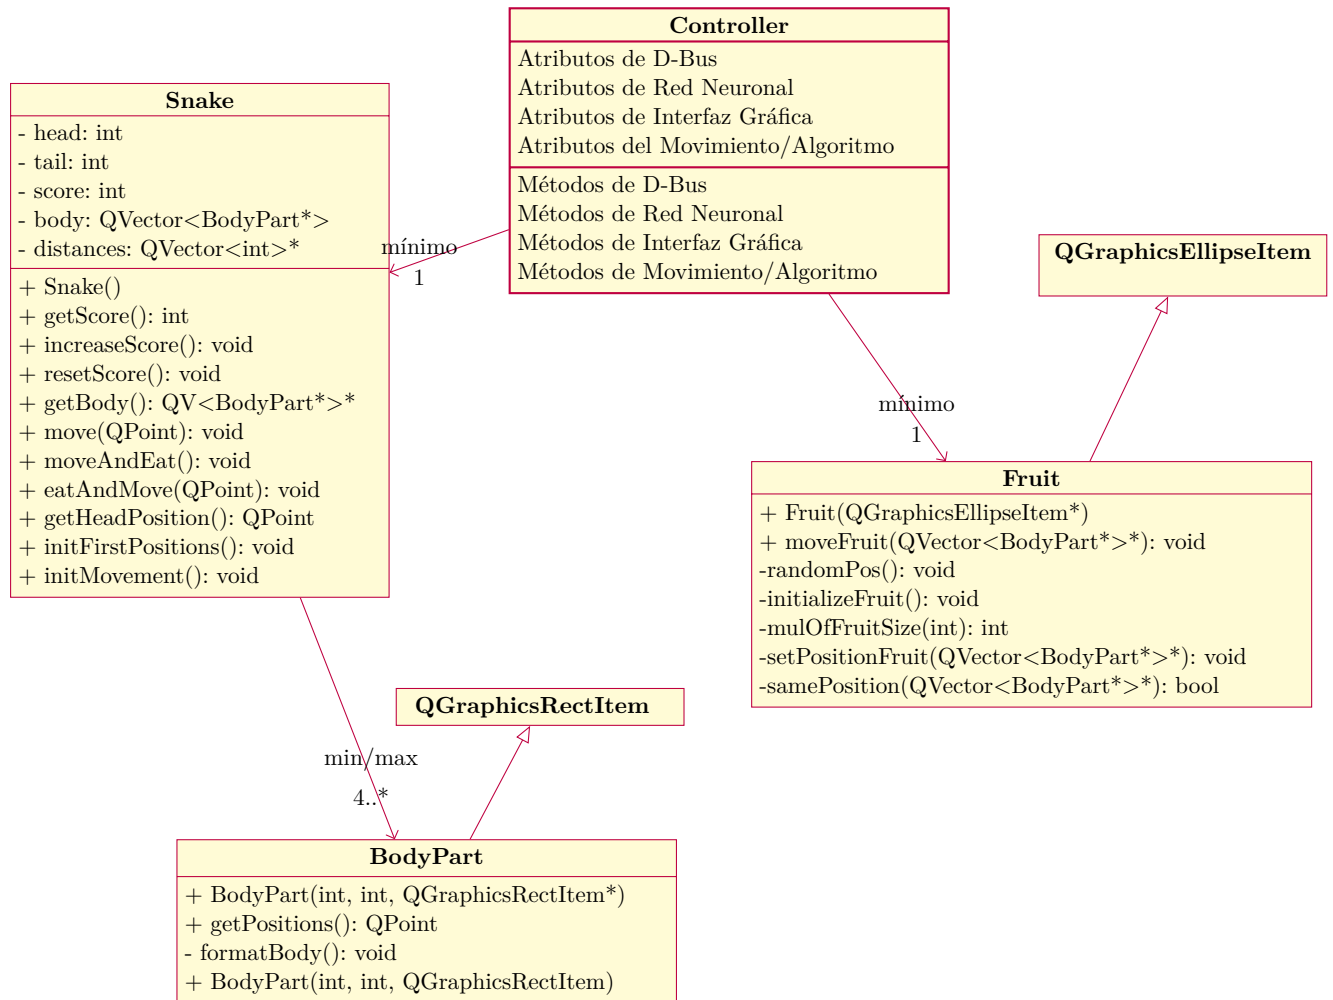 Controller
Atributos de D-Bus
Atributos de Red Neuronal
Atributos de Interfaz Gráfica
Atributos del Movimiento/Algoritmo
Métodos de D-Bus
Métodos de Red Neuronal
Métodos de Interfaz Gráfica
Métodos de Movimiento/Algoritmo
Snake
- head: int
- tail: int
- score: int
- body: QVector<BodyPart*>
- distances: QVector<int>*
+ Snake()
+ getScore(): int
+ increaseScore(): void
+ resetScore(): void
+ getBody(): QV<BodyPart*>*
+ move(QPoint): void
+ moveAndEat(): void
+ eatAndMove(QPoint): void
+ getHeadPosition(): QPoint
+ initFirstPositions(): void
+ initMovement(): void
mínimo
1
QGraphicsEllipseItem
mínimo
1
Fruit
+ Fruit(QGraphicsEllipseItem*)
+ moveFruit(QVector<BodyPart*>*): void
-randomPos(): void
-initializeFruit(): void
-mulOfFruitSize(int): int
-setPositionFruit(QVector<BodyPart*>*): void
-samePosition(QVector<BodyPart*>*): bool
QGraphicsRectItem
min/max
4..*
BodyPart
+ BodyPart(int, int, QGraphicsRectItem*)
+ getPositions(): QPoint
- formatBody(): void
+ BodyPart(int, int, QGraphicsRectItem)